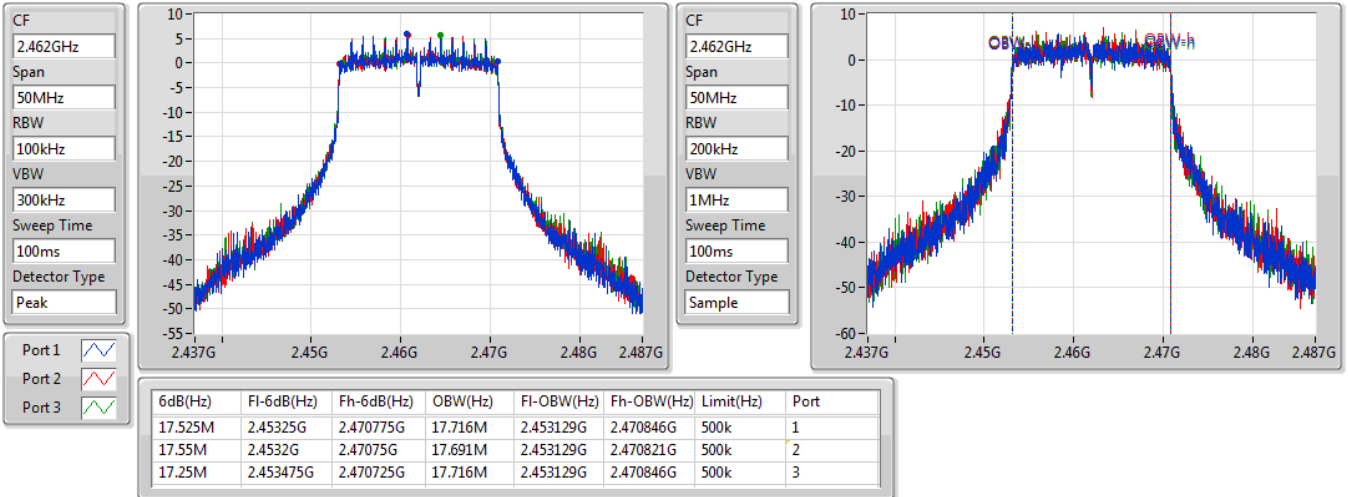 CF
2.462GHz
Span
50MHz
RBW
100kHz
VBW
300kHz
Sweep Time
100ms
Detector Type
Peak
10
5
0
-5
-10
-15
-20
-25
-30
-35
-40
-45
-50
-55
2.437G 2.45G 2.46G 2.47G 2.48G 2.487G
CF
2.462GHz
Span
50MHz
RBW
200kHz
VBW
1MHz
Sweep Time
100ms
Detector Type
Sample
10
0
-10
-20
-30
-40
-50
-60
OBW-h
2.437G 2.45G 2.46G 2.47G 2.48G 2.487G
Port 1
Port 2
Port 3
6dB(Hz) Fl-6dB(Hz) Fh-6dB(Hz) OBW(Hz) Fl-OBW(Hz) Fh-OBW(Hz) Limit(Hz) Port
17.525M 2.45325G 2.470775G 17.716M 2.453129G 2.470846G 500k 1
17.55M 2.4532G 2.47075G 17.691M 2.453129G 2.470821G 500k 2
17.25M 2.453475G 2.470725G 17.716M 2.453129G 2.470846G 500k 3